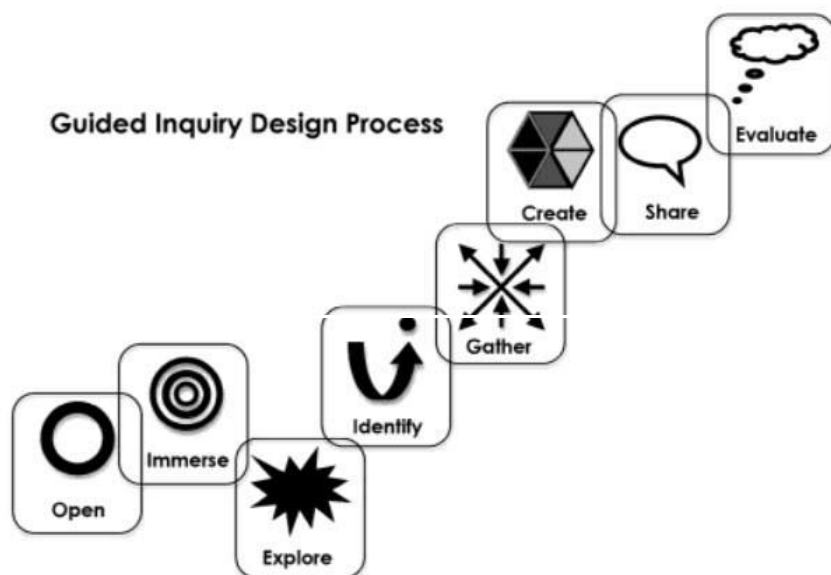 Guided Inquiry Design Process
Open
Immerse
Explore
Identify
Gather
Create
Share
Evaluate